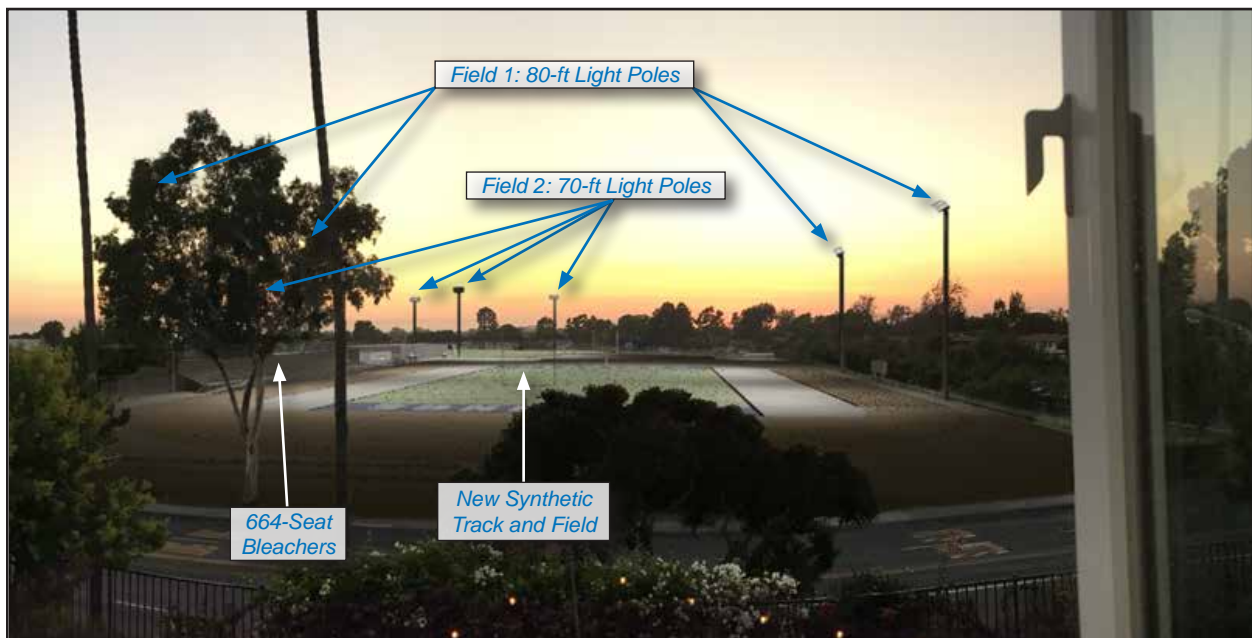 Field 1: 80-ft Light Poles
Field 2: 70-ft Light Poles
664-Seat
Bleachers
New Synthetic
Track and Field